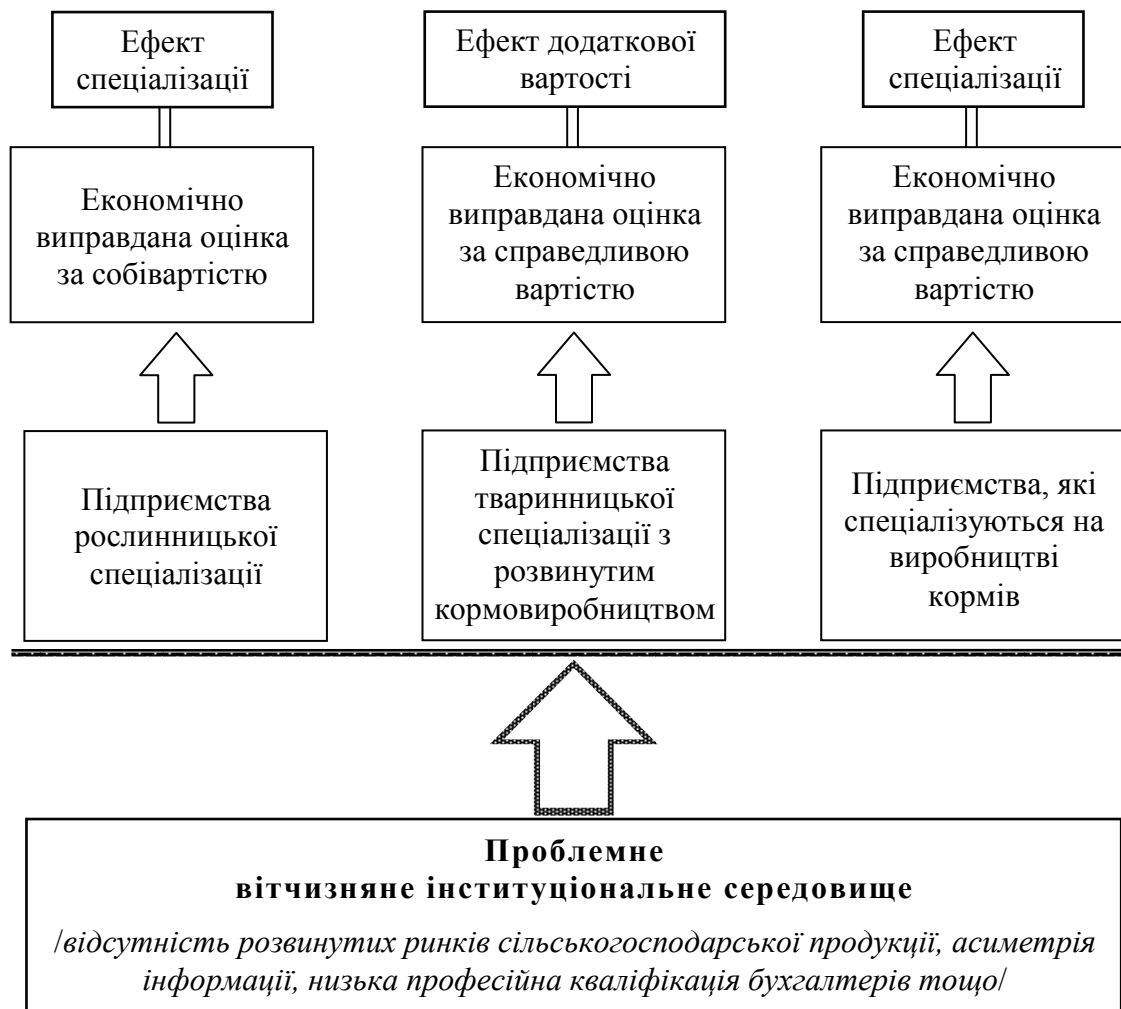 Ефект
спеціалізації
Ефект додаткової
вартості
Ефект
спеціалізації
Економічно
виправдана оцінка
за собівартістю
Економічно
виправдана оцінка
за справедливою
вартістю
Економічно
виправдана оцінка
за справедливою
вартістю
Підприємства
рослинницької
спеціалізації
Підприємства
тваринницької
спеціалізації з
розвинутим
кормовиробництвом
Підприємства, які
спеціалізуються на
виробництві
кормів
Проблемне
вітчизняне інституціональне середовище
/відсутність розвинутих ринків сільськогосподарської продукції, асиметрія
інформації, низька професійна кваліфікація бухгалтерів тощо/